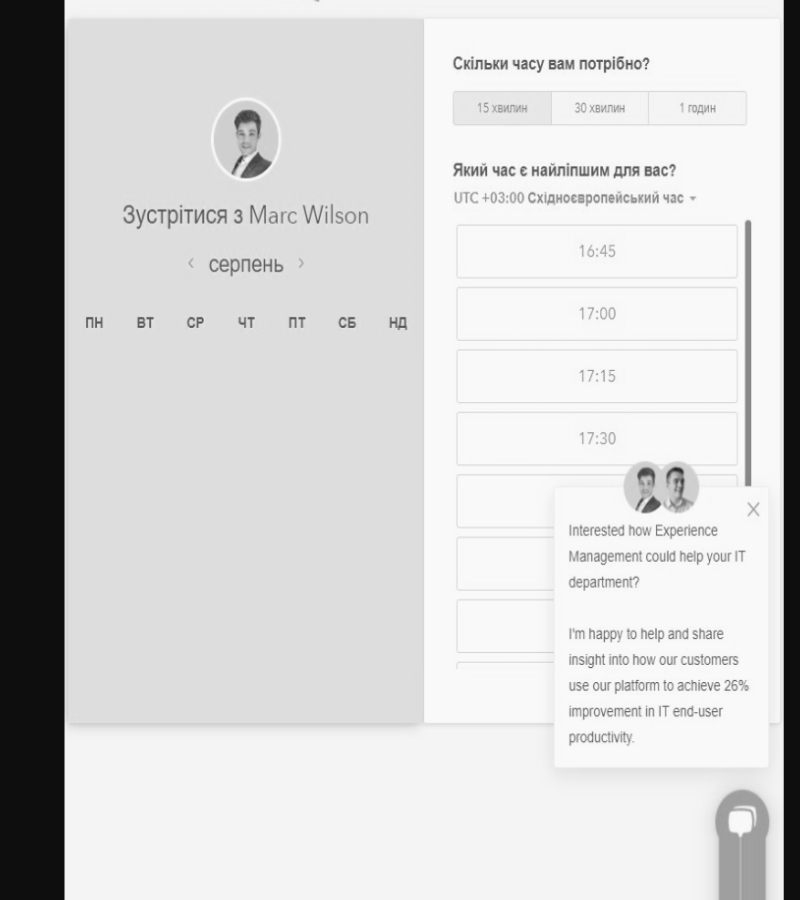 Зустрітися з Marc Wilson
серпень
ПН ВТ СР ЧТ ПТ СБ НД
Скільки часу вам потрібно?
15 хвилин 30 хвилин 1 годин
Який час є найліпшим для вас?
UTC +03:00 Східноєвропейський час
16:45
17:00
17:15
17:30
Interested how Experience
Management could help your IT
department?
I'm happy to help and share
insight into how our customers
use our platform to achieve 26%
improvement in IT end-user
productivity.